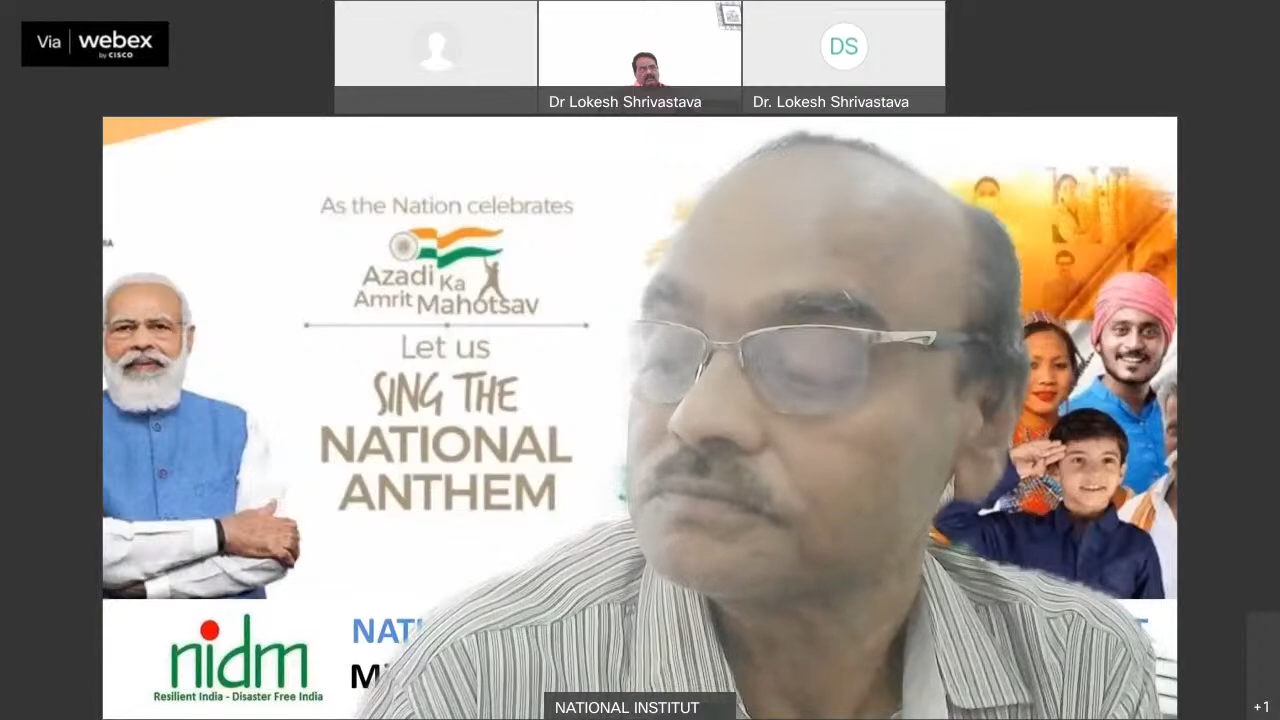 Via webex
by CISCO
DS
Dr Lokesh Shrivastava
Dr. Lokesh Shrivastava
As the Nation celebrates
Azadi Ka
Amrit Mahotsav
Let us
SING THE
NATIONAL
ANTHEM
nidm
Resilient India - Disaster Free India
NATIONAL INSTITUT
+1